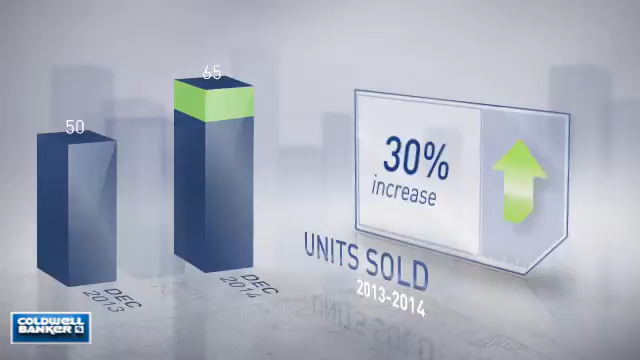 50
65
DEC
2013
DEC
2014
30%
increase
UNITS SOLD
2013-2014
COLDWELL
BANKER